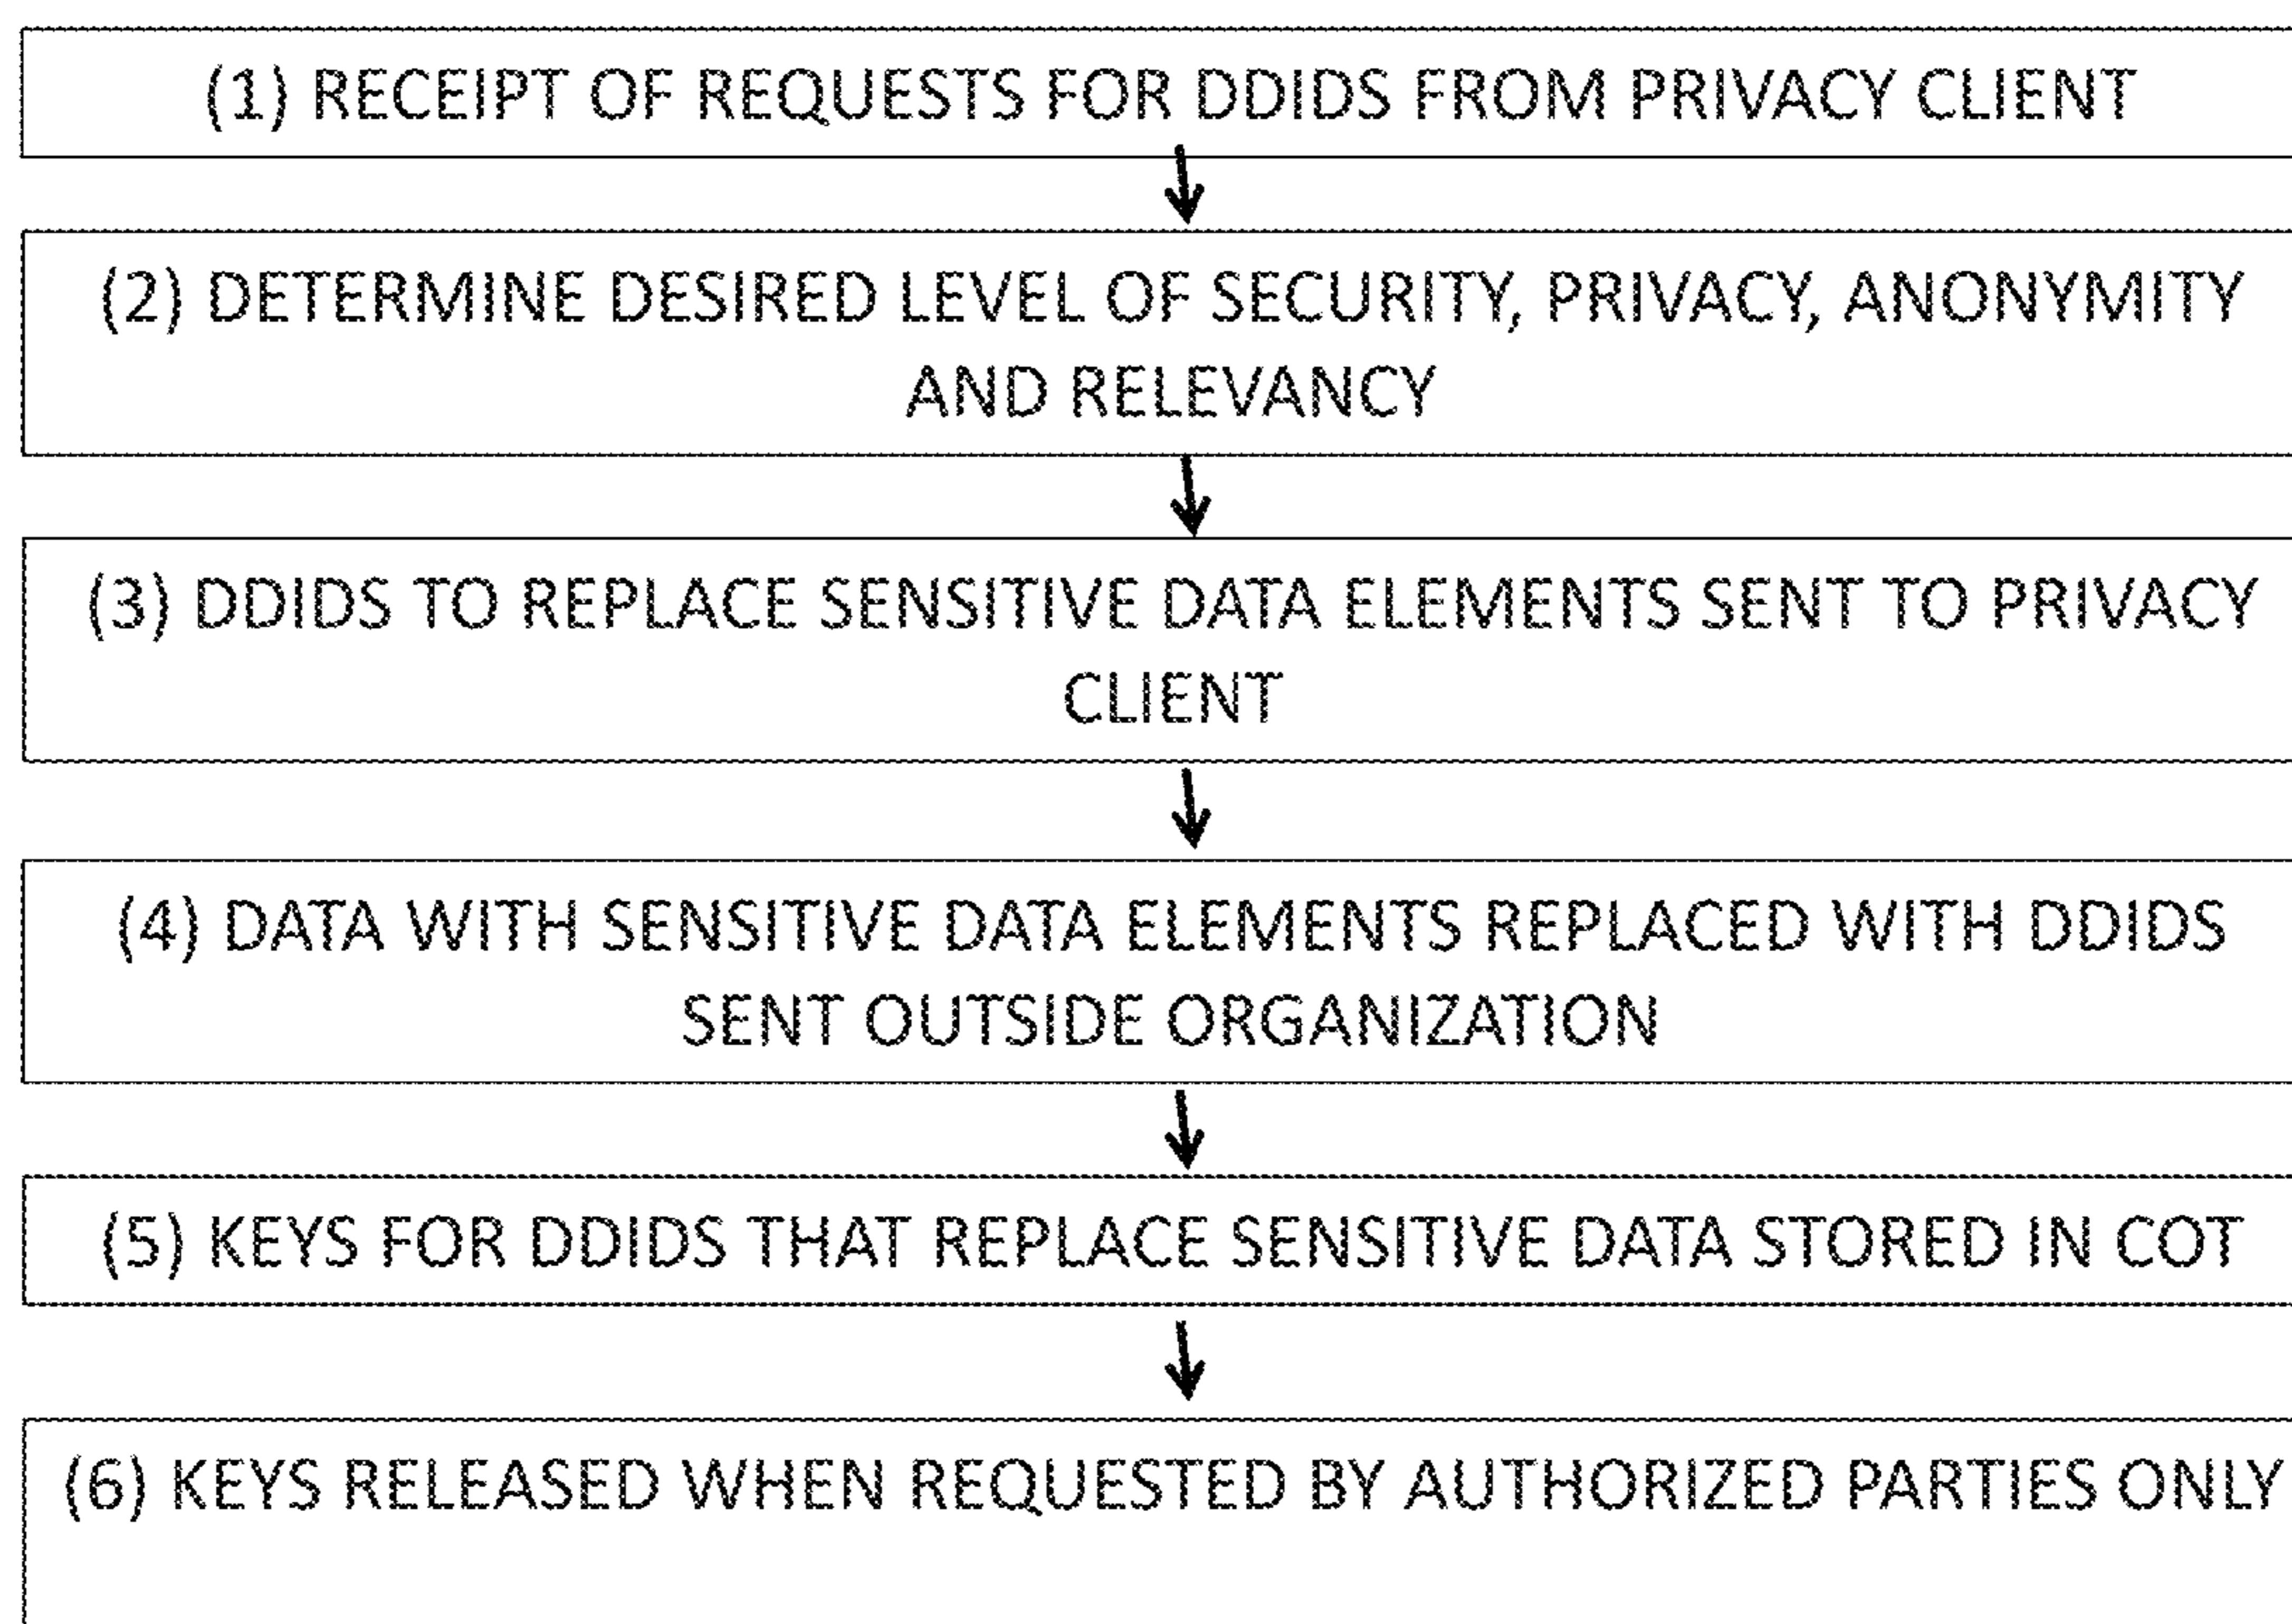 (1) RECEIPT OF REQUESTS FOR DDIDS FROM PRIVACY CLIENT
(2) DETERMINE DESIRED LEVEL OF SECURITY, PRIVACY, ANONYMITY
AND RELEVANCY
(3) DDIDS TO REPLACE SENSITIVE DATA ELEMENTS SENT TO PRIVACY
CLIENT
(4) DATA WITH SENSITIVE DATA ELEMENTS REPLACED WITH DDIDS
SENT OUTSIDE ORGANIZATION
(5) KEYS FOR DDIDS THAT REPLACE SENSITIVE DATA STORED IN COT
(6) KEYS RELEASED WHEN REQUESTED BY AUTHORIZED PARTIES ONLY